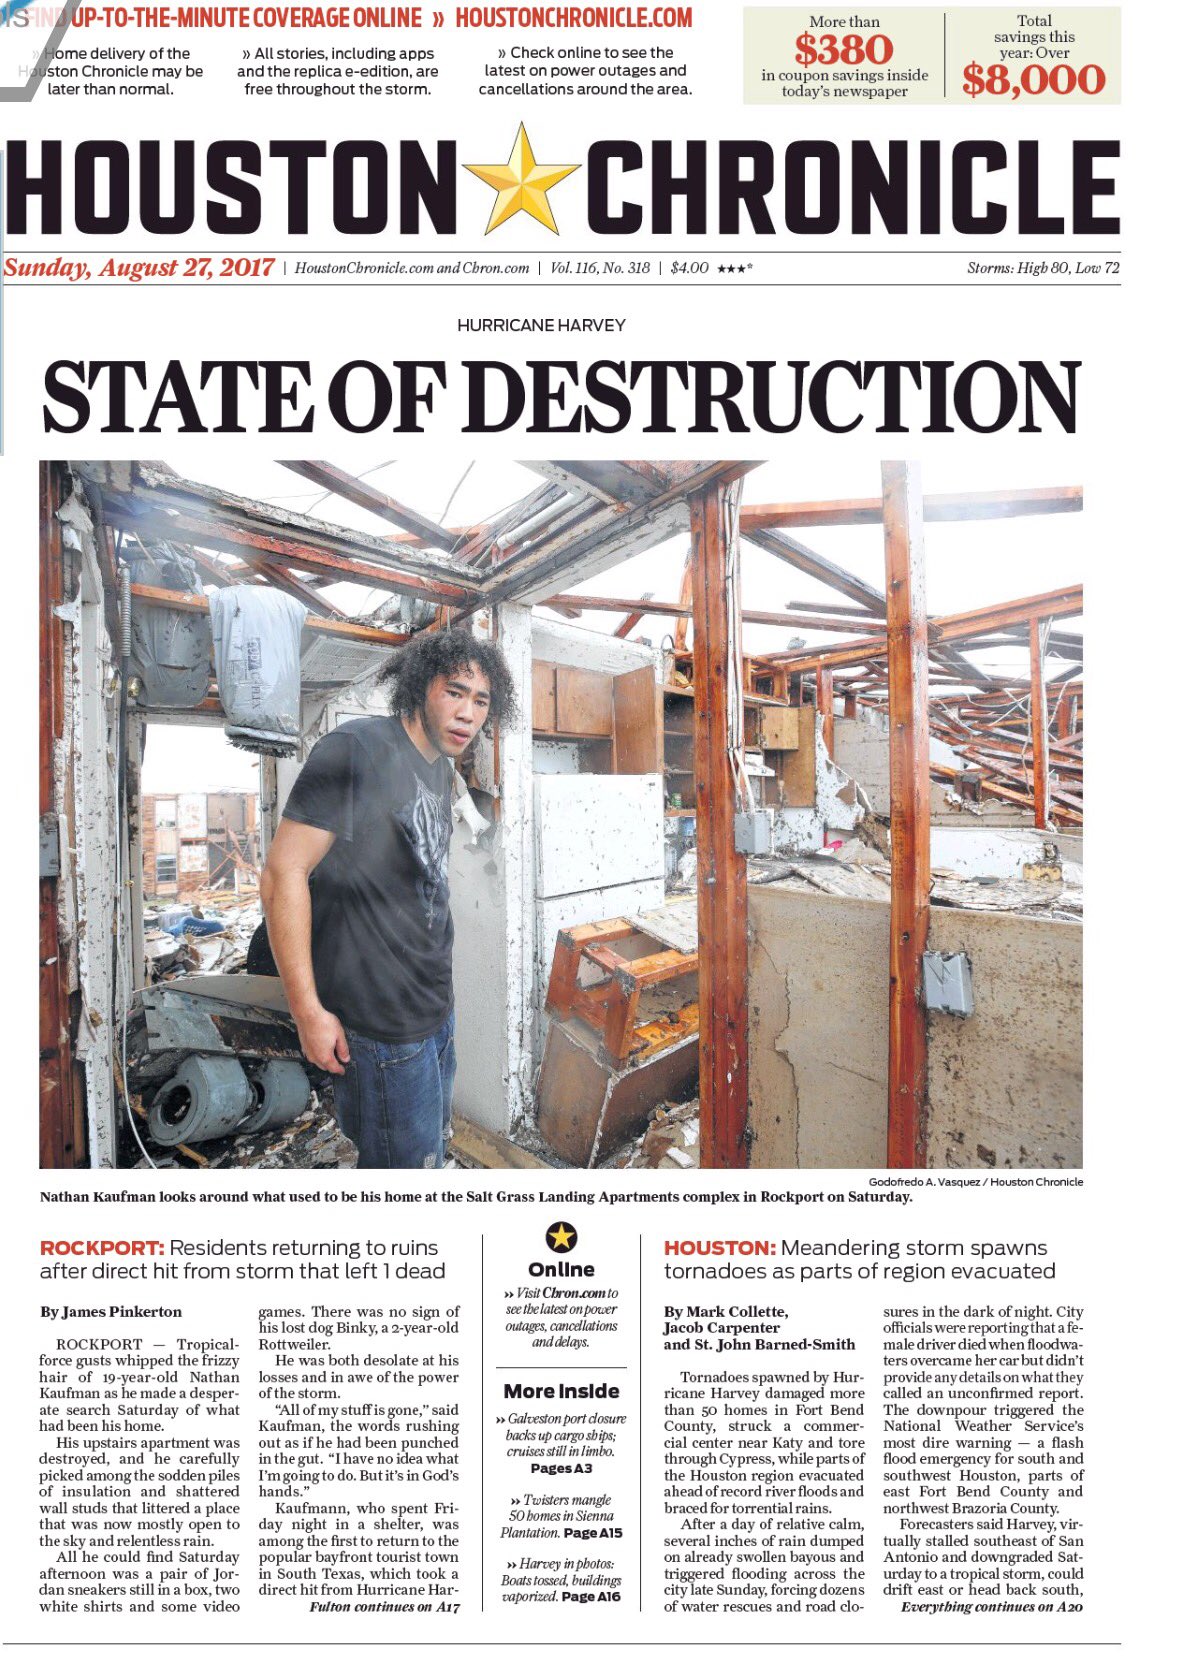 ls
FIND UP-TO-THE-MINUTE COVERAGE ONLINE » HOUSTONCHRONICLE.COM
» Home delivery of the
Houston Chronicle may be
later than normal.
» All stories, including apps
and the replica e-edition, are
free throughout the storm.
» Check online to see the
latest on power outages and
cancellations around the area.
More than
$380
in coupon savings inside
today's newspaper
Total
savings this
year: Over
$8,000
HOUSTON CHRONICLE
Sunday, August 27, 2017 | HoustonChronicle.com and Chron.com | Vol. 116, No. 318 | $4.00 ★★★* Storms: High 80, Low 72
HURRICANE HARVEY
STATE OF DESTRUCTION
Godofredo A. Vasquez / Houston Chronicle
Nathan Kaufman looks around what used to be his home at the Salt Grass Landing Apartments complex in Rockport on Saturday.
ROCKPORT: Residents returning to ruins
after direct hit from storm that left 1 dead
By James Pinkerton
ROCKPORT — Tropical-
force gusts whipped the frizzy
hair of 19-year-old Nathan
Kaufman as he made a desper-
ate search Saturday of what
had been his home.
His upstairs apartment was
destroyed, and he carefully
picked among the sodden piles
of insulation and shattered
wall studs that littered a place
that was now mostly open to
the sky and relentless rain.
All he could find Saturday
afternoon was a pair of Jor-
dan sneakers still in a box, two
white shirts and some video
games. There was no sign of
his lost dog Binky, a 2-year-old
Rottweiler.
He was both desolate at his
losses and in awe of the power
of the storm.
“All of my stuff is gone,” said
Kaufman, the words rushing
out as if he had been punched
in the gut. “I have no idea what
I’m going to do. But it’s in God’s
hands.”
Kaufmann, who spent Fri-
day night in a shelter, was
among the first to return to the
popular bayfront tourist town
in South Texas, which took a
direct hit from Hurricane Har-
Fulton continues on A17
Online
» Visit Chron.com to
see the latest on power
outages, cancellations
and delays.
More inside
» Galveston port closure
backs up cargo ships;
cruises still in limbo.
Pages A3
» Twisters mangle
50 homes in Sienna
Plantation. Page A15
» Harvey in photos:
Boats tossed, buildings
vaporized. Page A16
HOUSTON: Meandering storm spawns
tornadoes as parts of region evacuated
By Mark Collette,
Jacob Carpenter
and St. John Barned-Smith
Tornadoes spawned by Hur-
ricane Harvey damaged more
than 50 homes in Fort Bend
County, struck a commer-
cial center near Katy and tore
through Cypress, while parts of
the Houston region evacuated
ahead of record river floods and
braced for torrential rains.
After a day of relative calm,
several inches of rain dumped
on already swollen bayous and
triggered flooding across the
city late Sunday, forcing dozens
of water rescues and road clo-
sures in the dark of night. City
officials were reporting that a fe-
male driver died when floodwa-
ters overcame her car but didn’t
provide any details on what they
called an unconfirmed report.
The downpour triggered the
National Weather Service’s
most dire warning — a flash
flood emergency for south and
southwest Houston, parts of
east Fort Bend County and
northwest Brazoria County.
Forecasters said Harvey, vir-
tually stalled southeast of San
Antonio and downgraded Sat-
urday to a tropical storm, could
drift east or head back south,
Everything continues on A20